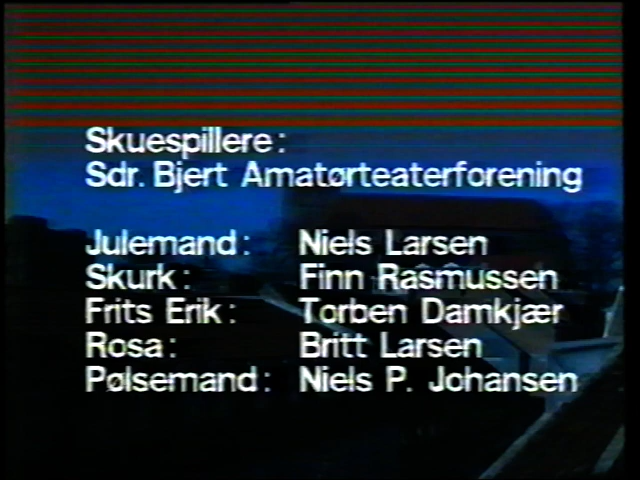 Skuespillere:
Sdr. Bjert Amatørteaterforening
Julemand: Niels Larsen
Skurk: Finn Rasmussen
Frits Erik: Torben Damkjær
Rosa: Britt Larsen
Pølsemand: Niels P. Johansen